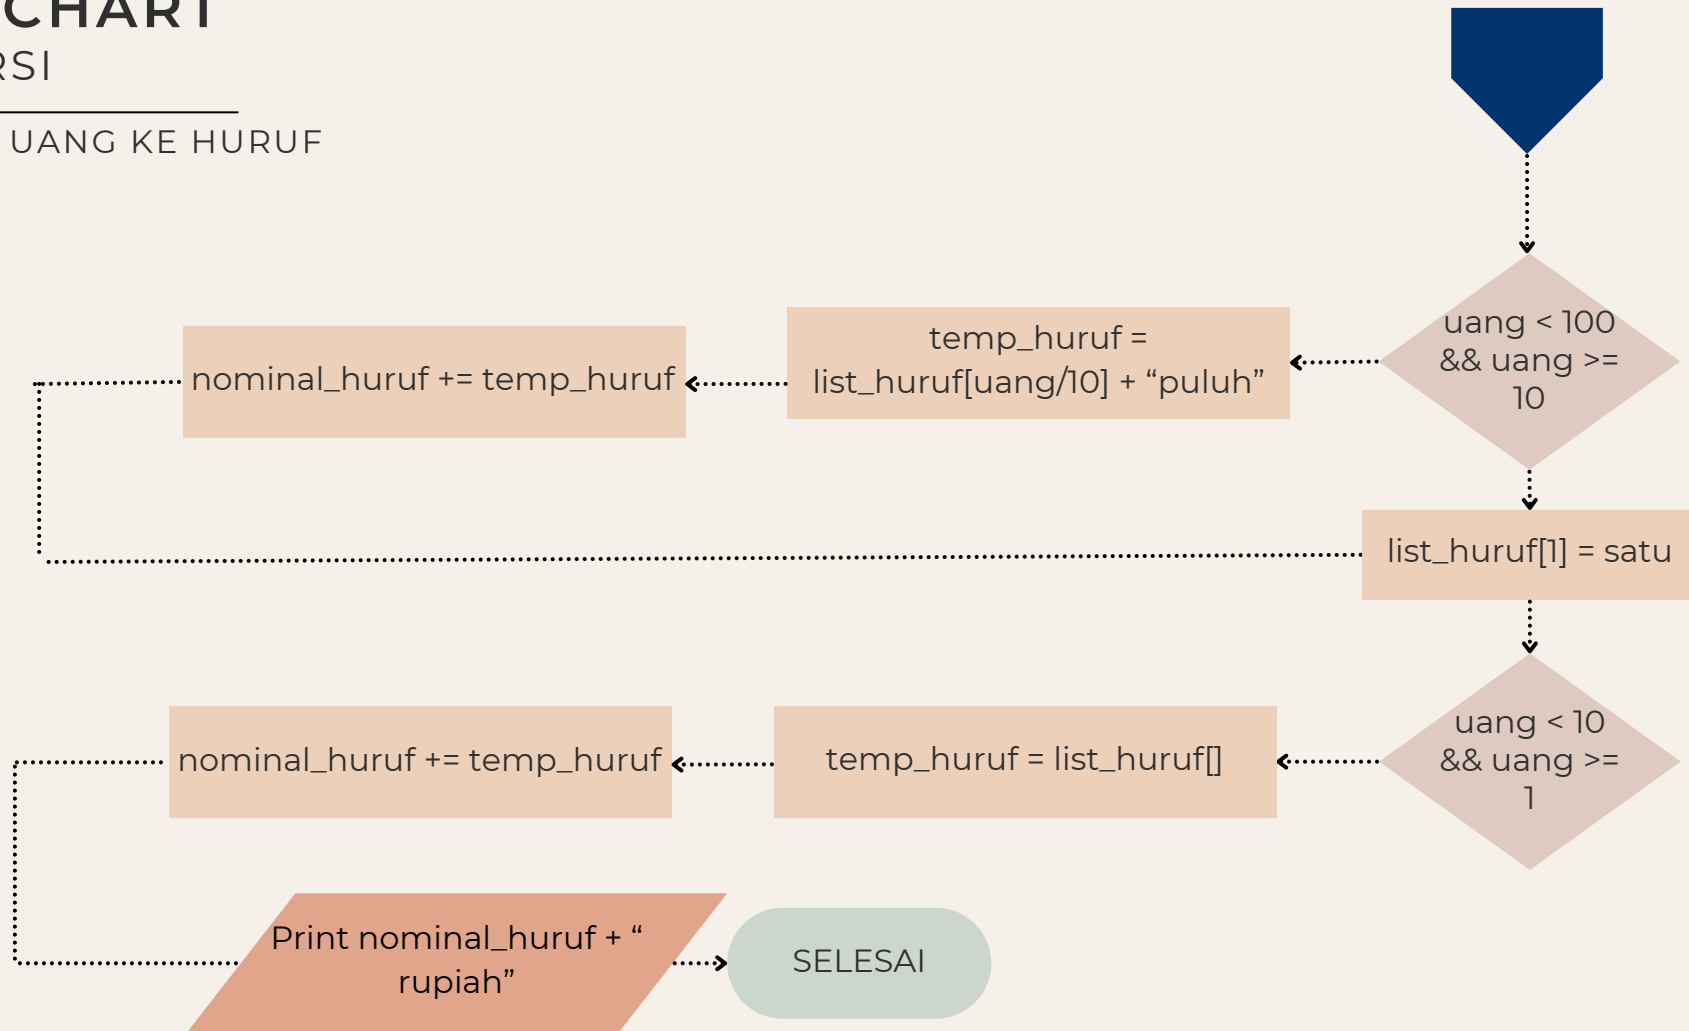 CHART
RSI
UANG KE HURUF
uang < 100
&& uang >=
10
temp_huruf =
list_huruf[uang/10] + “puluh”
nominal_huruf += temp_huruf
list_huruf[1] = satu
uang < 10
&& uang >=
1
temp_huruf = list_huruf[]
nominal_huruf += temp_huruf
Print nominal_huruf + “
rupiah”
SELESAI